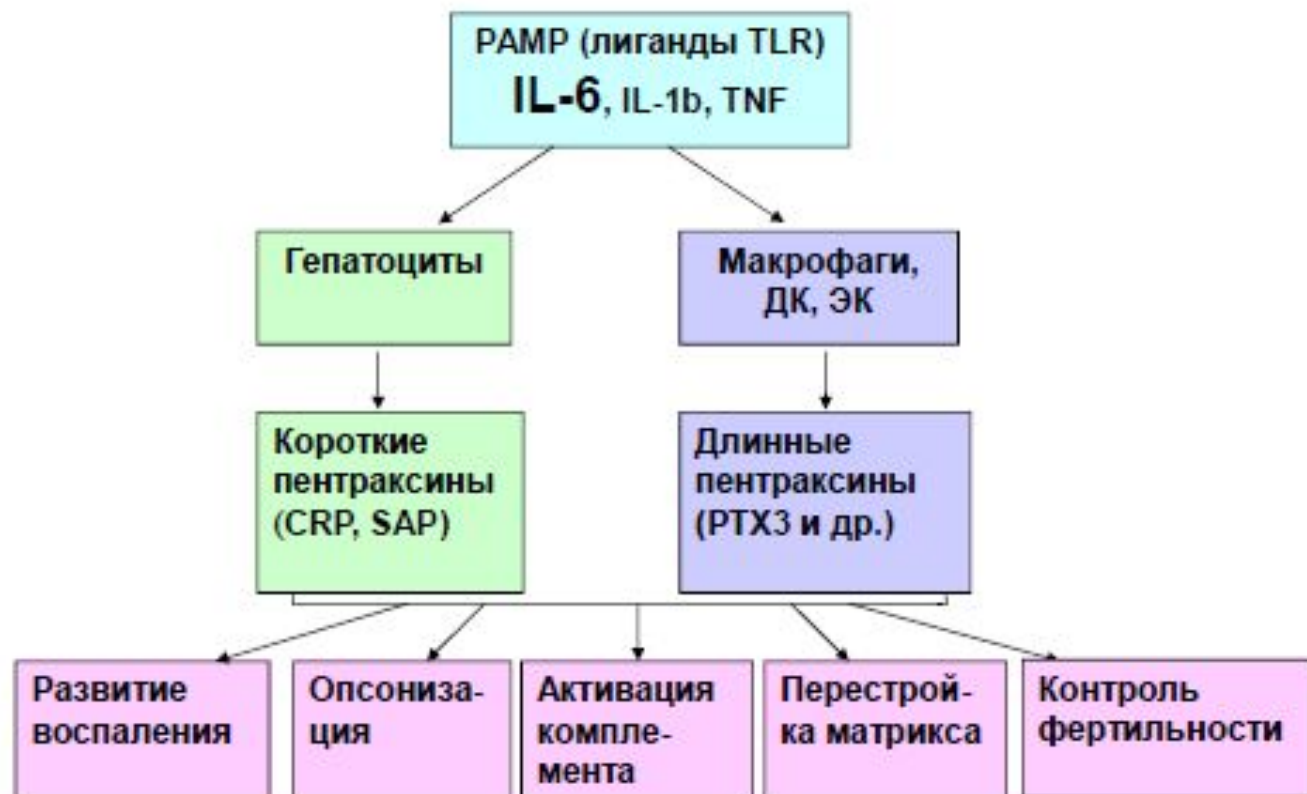 PAMP (лиганды TLR)
IL-6, IL-1b, TNF
Гепатоциты
Макрофаги,
ДК, ЭК
Короткие
пентраксины
(CRP, SAP)
Длинные
пентраксины
(PTX3 и др.)
Развитие
воспаления
Опсониза-
ция
Активация
компле-
мента
Перестрой-
ка матрикса
Контроль
фертильности